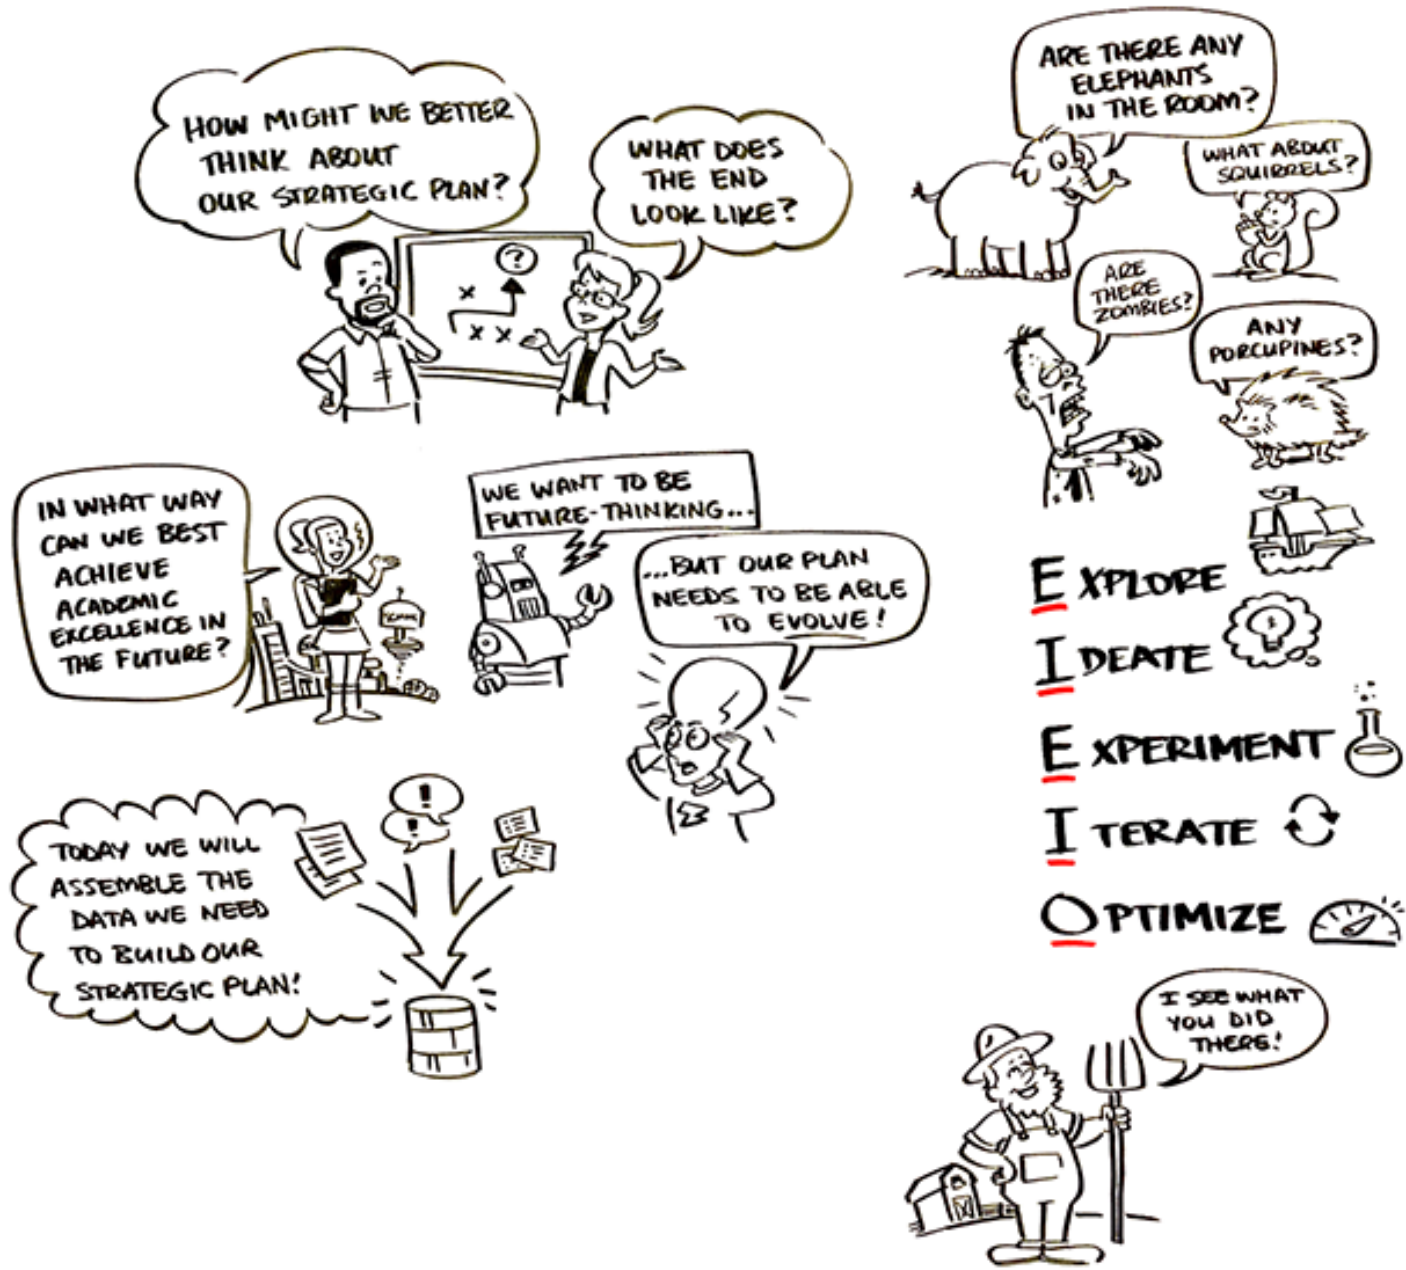 HOW MIGHT WE BETTER
THINK ABOUT
OUR STRATEGIC PLAN?
WHAT DOES
THE END
LOOK LIKE?
?
X
X X
IN WHAT WAY
CAN WE BEST
ACHIEVE
ACADEMIC
EXCELLENCE IN
THE FUTURE?
WE WANT TO BE
FUTURE-THINKING...
...BUT OUR PLAN
NEEDS TO BE ABLE
TO EVOLVE!
TODAY WE WILL
ASSEMBLE THE
DATA WE NEED
TO BUILD OUR
STRATEGIC PLAN!
!
!
ARE THERE ANY
ELEPHANTS
IN THE ROOM?
WHAT ABOUT
SQUIRRELS?
ARE
THERE
ZOMBIES?
ANY
PORCUPINES?
EXPLORE
IDEATE
EXPERIMENT
ITERATE
OPTIMIZE
I SEE WHAT
YOU DID
THERE!